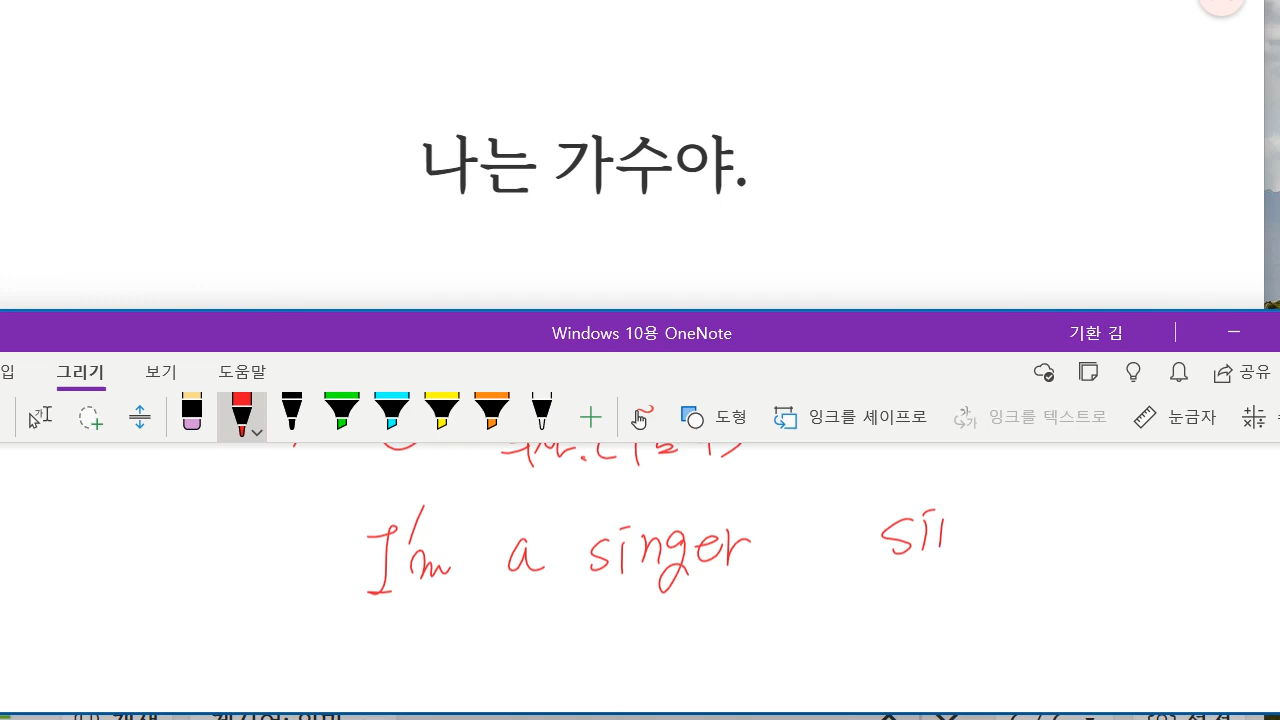 나는 가수야.
Windows 10용 OneNote 기환 김
입 그리기 보기 도움말 공유
가 도형 잉크를 셰이프로 잉크를 텍스트로 눈금자
I'm a singer